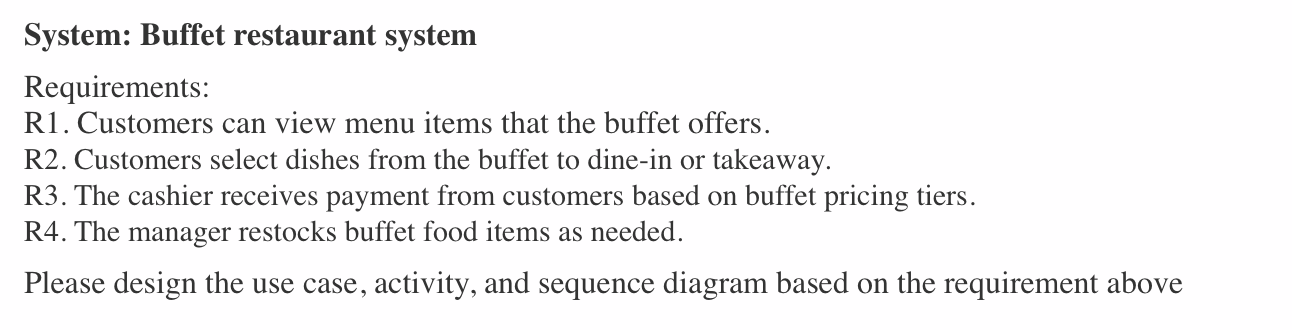 System: Buffet restaurant system
Requirements:
R1. Customers can view menu items that the buffet offers.
R2. Customers select dishes from the buffet to dine-in or takeaway.
R3. The cashier receives payment from customers based on buffet pricing tiers.
R4. The manager restocks buffet food items as needed.
Please design the use case, activity, and sequence diagram based on the requirement above